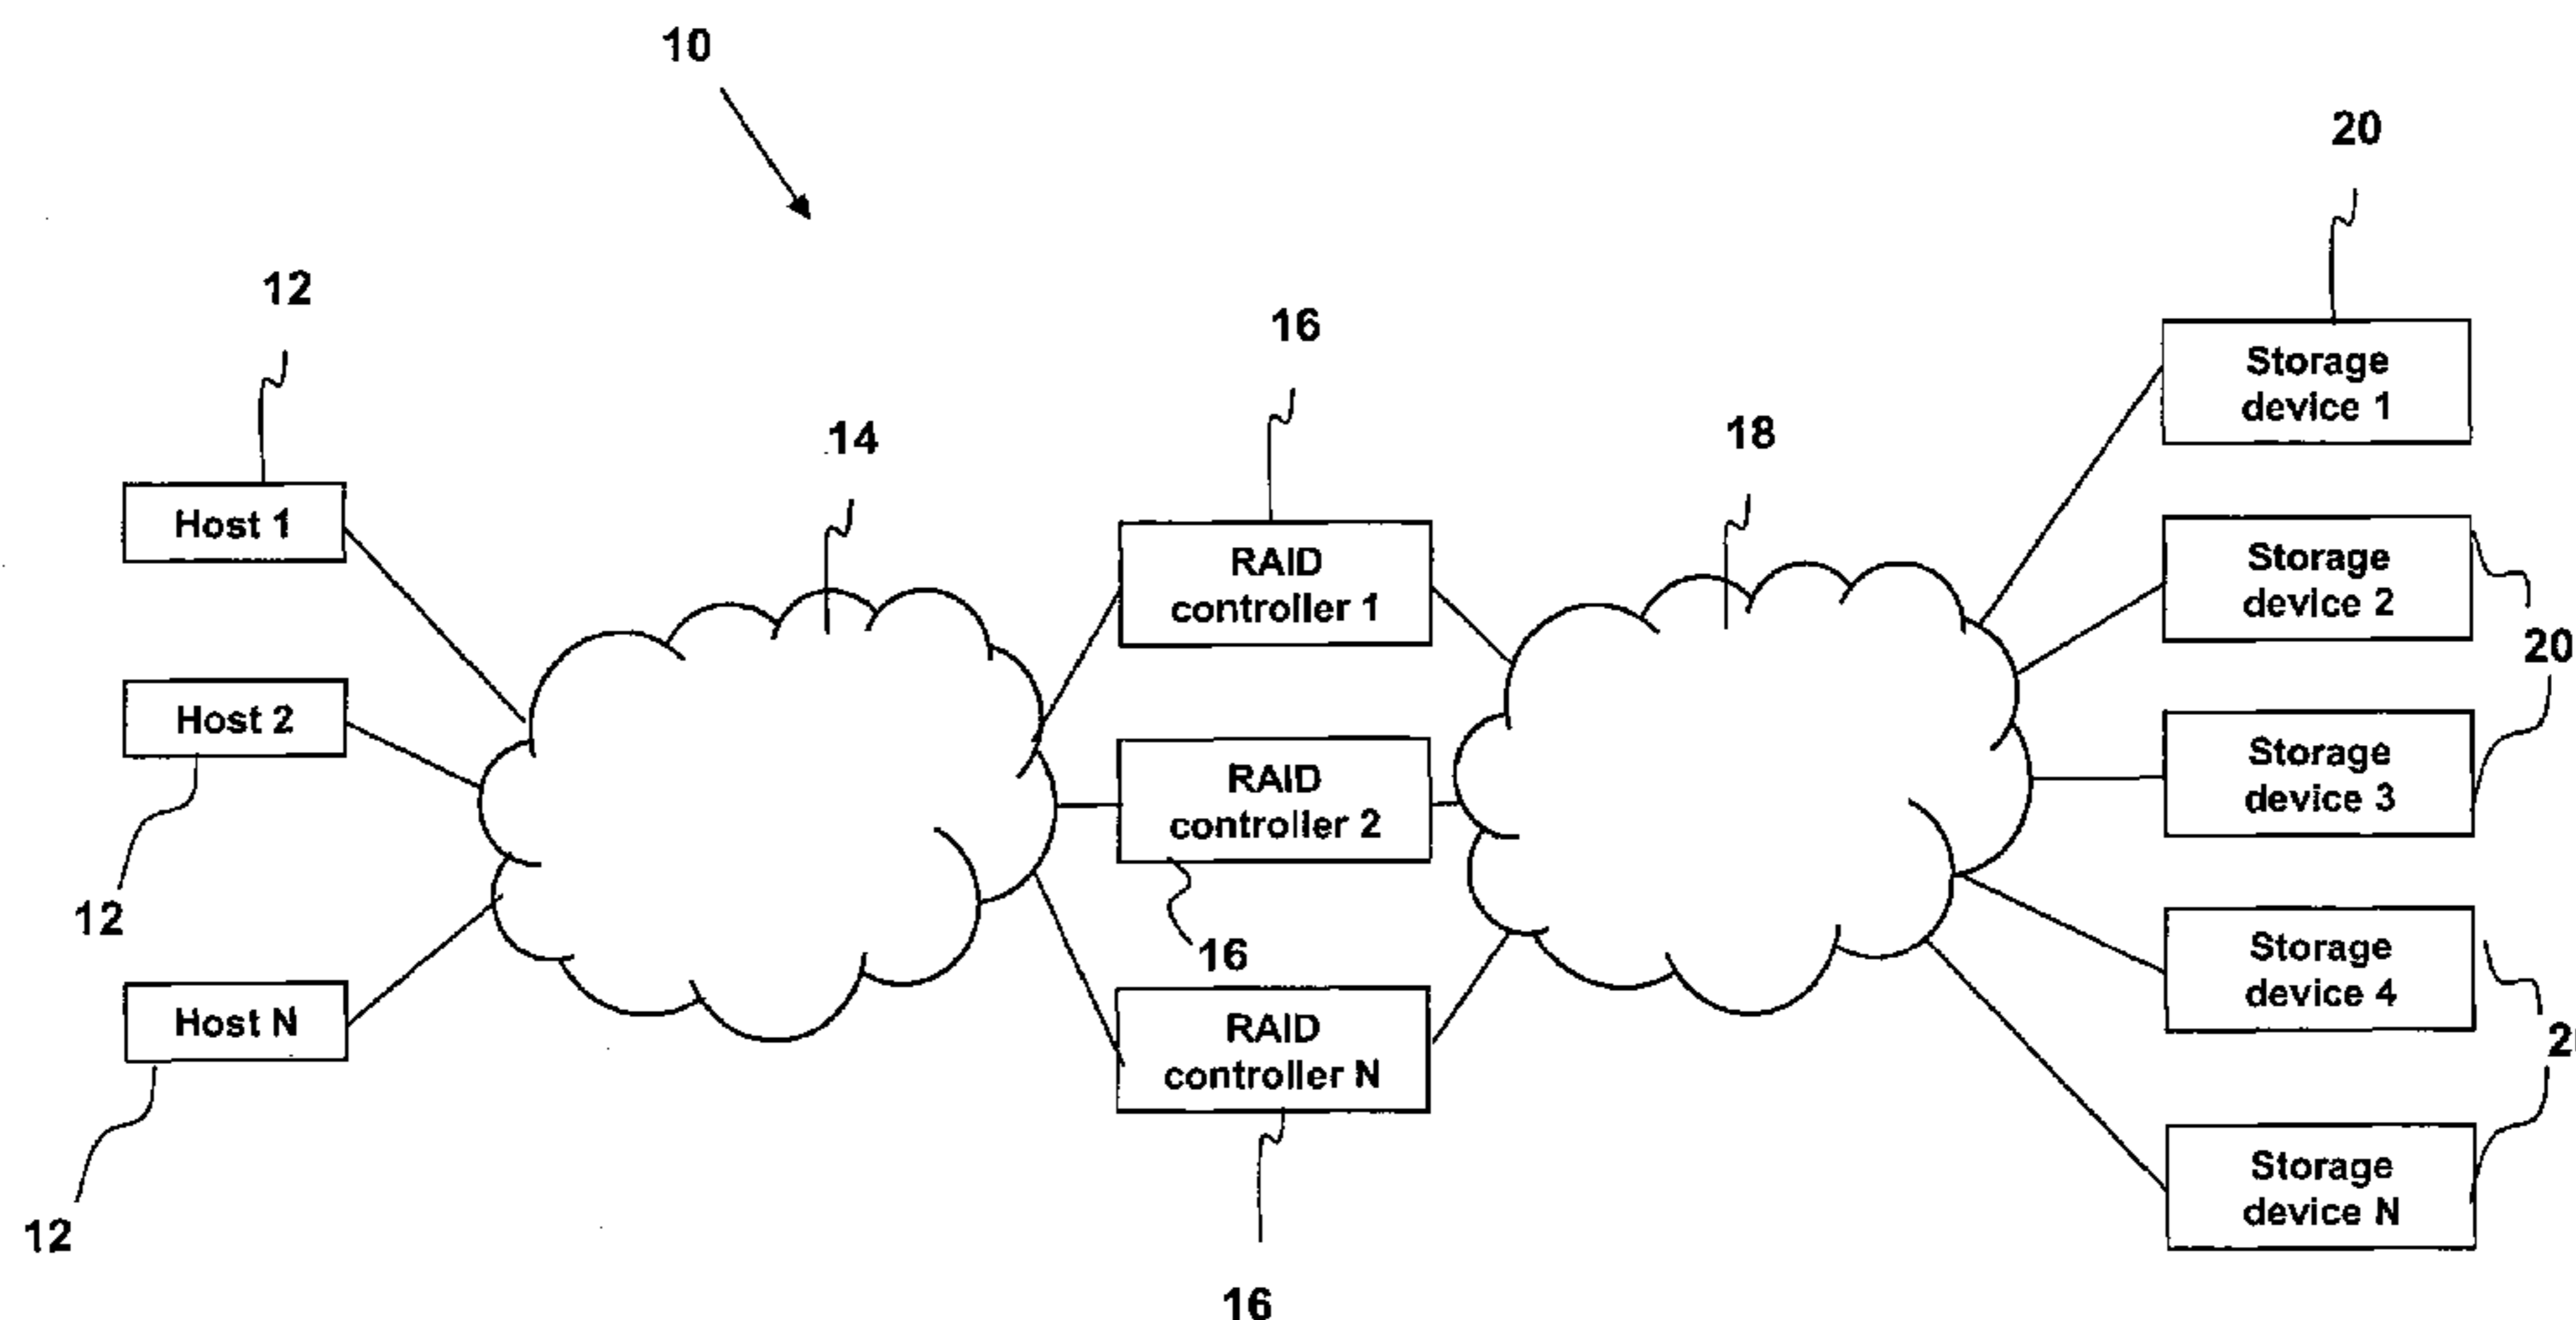 10
20
12
16
14
18
Storage
device 1
Host 1
RAID
controller 1
Storage
device 2
20
Host 2
RAID
controller 2
Storage
device 3
12
16
Storage
device 4
2
Host N
RAID
controller N
Storage
device N
12
16